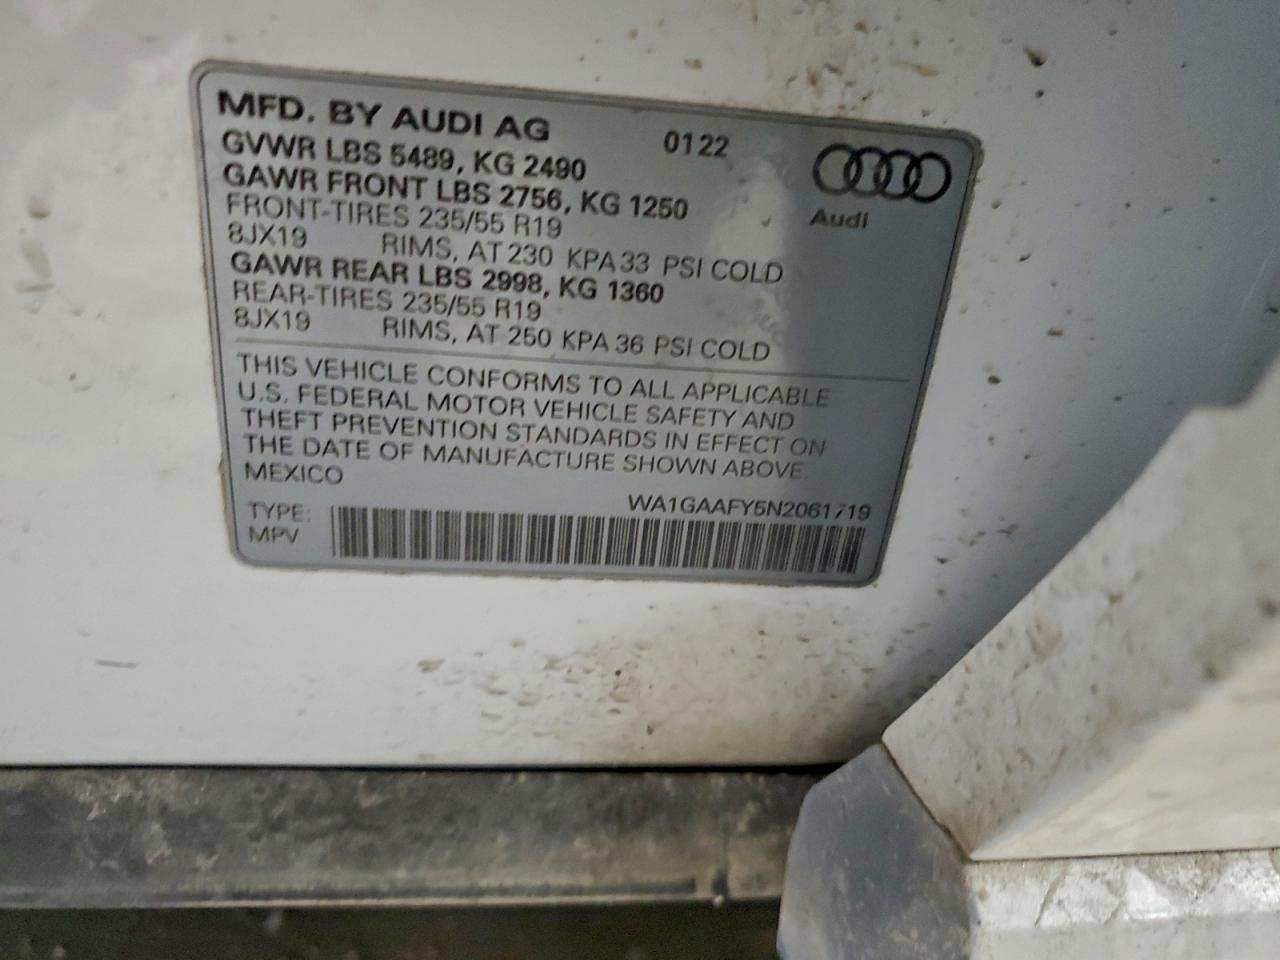 MFD. BY AUDI AG 0122
GVWR LBS 5489, KG 2490
GAWR FRONT LBS 2756, KG 1250
FRONT-TIRES 235/55 R19
8JX19 RIMS, AT 230 KPA 33 PSI COLD
GAWR REAR LBS 2998, KG 1360
REAR-TIRES 235/55 R19
8JX19 RIMS, AT 250 KPA 36 PSI COLD
Audi
THIS VEHICLE CONFORMS TO ALL APPLICABLE
U.S. FEDERAL MOTOR VEHICLE SAFETY AND
THEFT PREVENTION STANDARDS IN EFFECT ON
THE DATE OF MANUFACTURE SHOWN ABOVE.
MEXICO
WA1GAAFY5N2061719
TYPE:
MPV